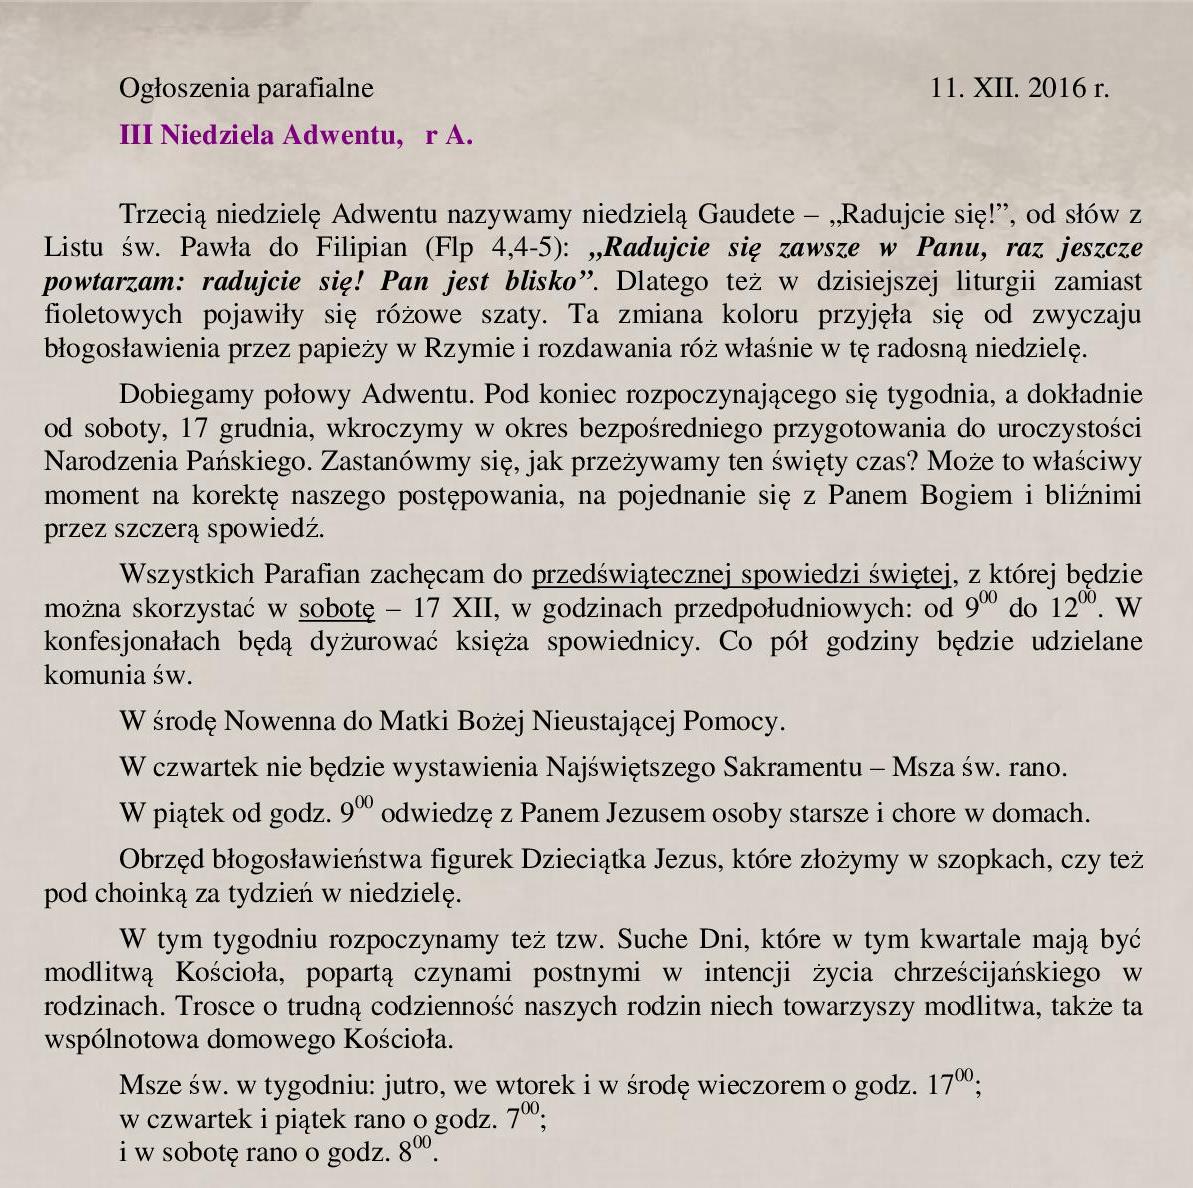 Ogłoszenia parafialne 11. XII. 2016 r.
III Niedziela Adwentu, r A.
Trzecią niedzielę Adwentu nazywamy niedzielą Gaudete – „Radujcie się!”, od słów z
Listu św. Pawła do Filipian (Flp 4,4-5): „Radujcie się zawsze w Panu, raz jeszcze
powtarzam: radujcie się! Pan jest blisko”. Dlatego też w dzisiejszej liturgii zamiast
fioletowych pojawiły się różowe szaty. Ta zmiana koloru przyjęła się od zwyczaju
błogosławienia przez papieży w Rzymie i rozdawania róż właśnie w tę radosną niedzielę.
Dobiegamy połowy Adwentu. Pod koniec rozpoczynającego się tygodnia, a dokładnie
od soboty, 17 grudnia, wkroczymy w okres bezpośredniego przygotowania do uroczystości
Narodzenia Pańskiego. Zastanówmy się, jak przeżywamy ten święty czas? Może to właściwy
moment na korektę naszego postępowania, na pojednanie się z Panem Bogiem i bliźnimi
przez szczerą spowiedź.
Wszystkich Parafian zachęcam do przedświątecznej spowiedzi świętej, z której będzie
można skorzystać w sobotę – 17 XII, w godzinach przedpołudniowych: od 9⁰⁰ do 12⁰⁰. W
konfesjonałach będą dyżurować księża spowiednicy. Co pół godziny będzie udzielane
komunia św.
W środę Nowenna do Matki Bożej Nieustającej Pomocy.
W czwartek nie będzie wystawienia Najświętszego Sakramentu – Msza św. rano.
W piątek od godz. 9⁰⁰ odwiedzę z Panem Jezusem osoby starsze i chore w domach.
Obrzęd błogosławieństwa figurek Dzieciątka Jezus, które złożymy w szopkach, czy też
pod choinką za tydzień w niedzielę.
W tym tygodniu rozpoczynamy też tzw. Suche Dni, które w tym kwartale mają być
modlitwą Kościoła, popartą czynami postnymi w intencji życia chrześcijańskiego w
rodzinach. Trosce o trudną codzienność naszych rodzin niech towarzyszy modlitwa, także ta
wspólnotowa domowego Kościoła.
Msze św. w tygodniu: jutro, we wtorek i w środę wieczorem o godz. 17⁰⁰;
w czwartek i piątek rano o godz. 7⁰⁰;
i w sobotę rano o godz. 8⁰⁰.